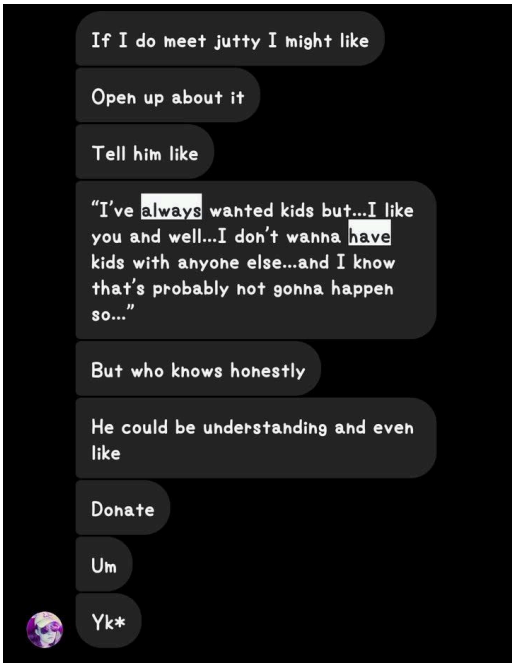 If I do meet jutty I might like
Open up about it
Tell him like
“I’ve always wanted kids but...I like
you and well...I don’t wanna have
kids with anyone else...and I know
that’s probably not gonna happen
so...”
But who knows honestly
He could be understanding and even
like
Donate
Um
Yk*